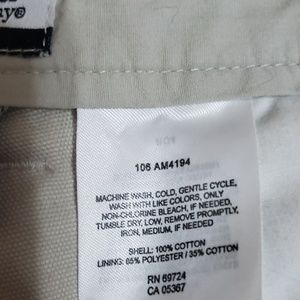 ny®
106 AM4194
MACHINE WASH, COLD, GENTLE CYCLE,
WASH WITH LIKE COLORS, ONLY
NON-CHLORINE BLEACH, IF NEEDED,
TUMBLE DRY, LOW, REMOVE PROMPTLY,
IRON, MEDIUM, IF NEEDED
SHELL: 100% COTTON
LINING: 65% POLYESTER / 35% COTTON
RN 69724
CA 05367